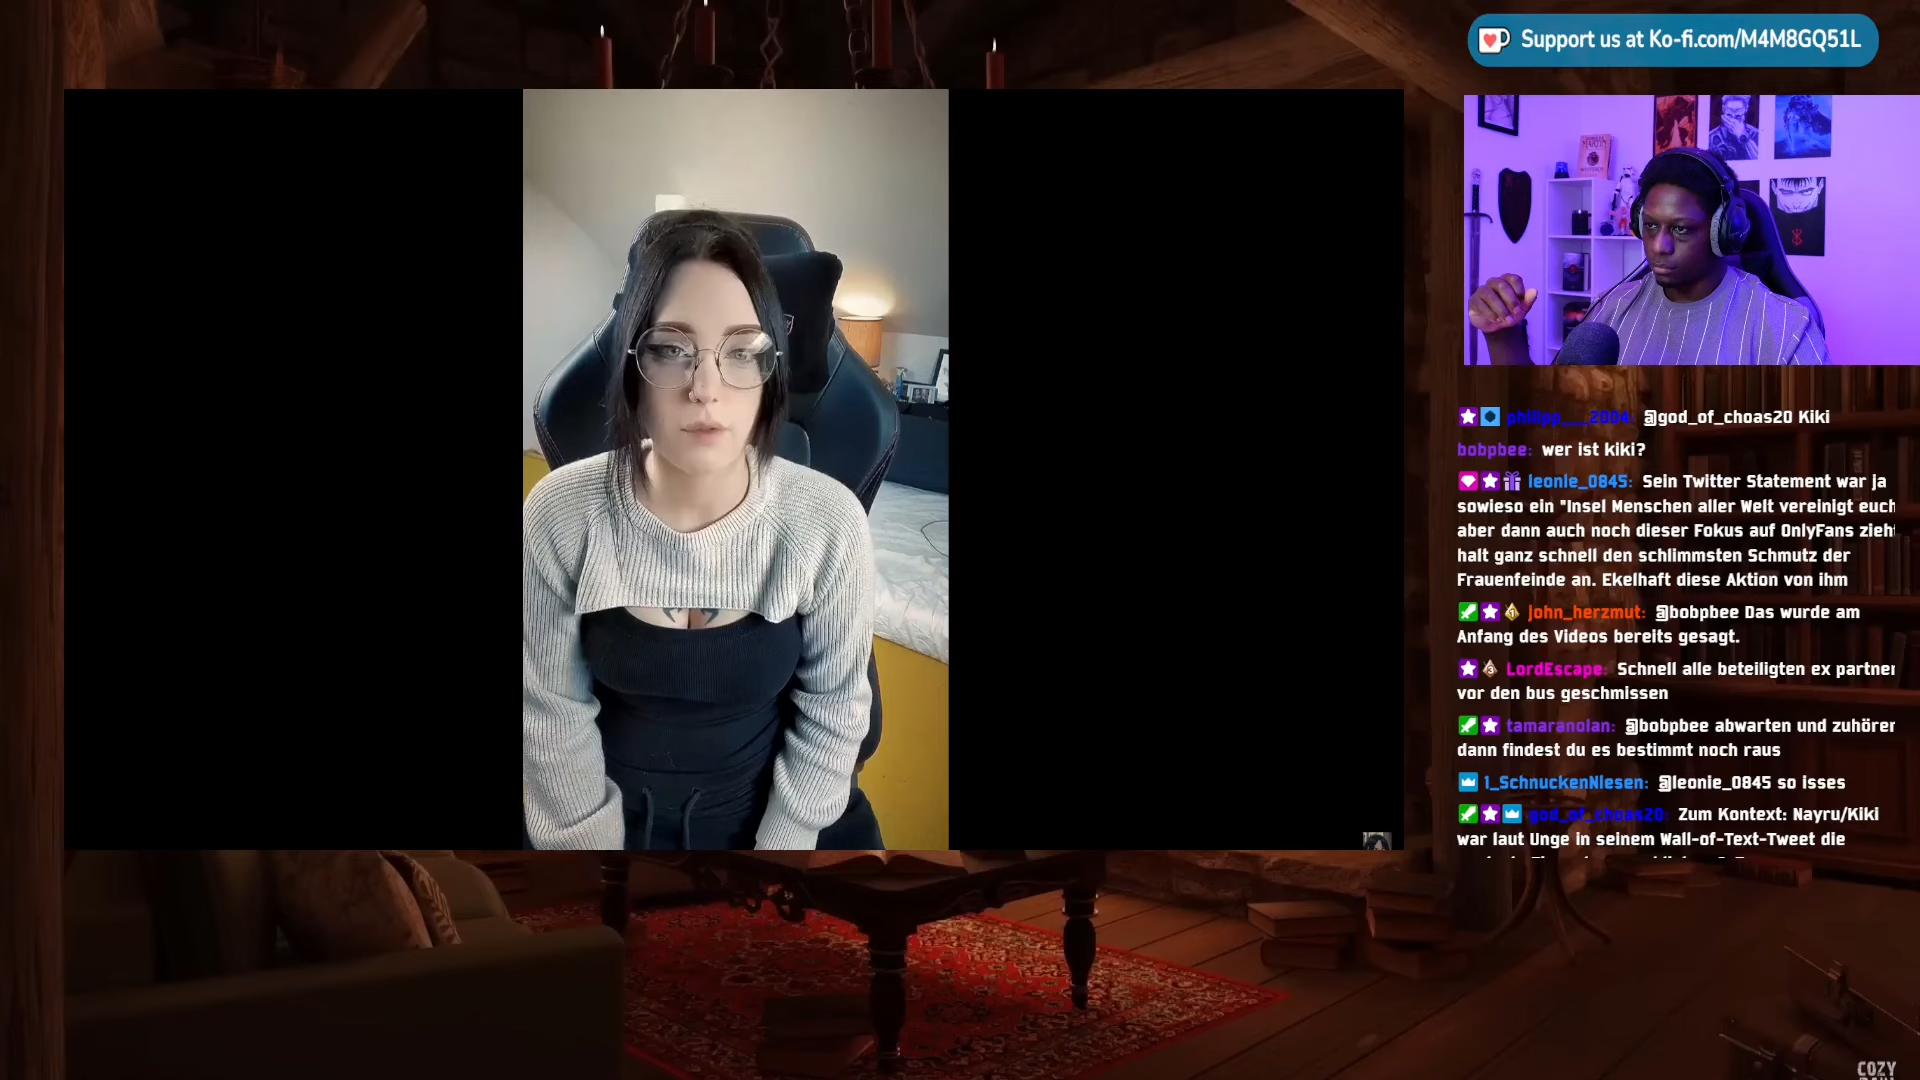 Support us at Ko-fi.com/M4M8GQ51L
MARTIN
philipp__2004: @god_of_choas20 Kiki
bobpbee: wer ist kiki?
leonie_0845: Sein Twitter Statement war ja
sowieso ein "Insel Menschen aller Welt vereinigt euch
aber dann auch noch dieser Fokus auf OnlyFans zieht
halt ganz schnell den schlimmsten Schmutz der
Frauenfeinde an. Ekelhaft diese Aktion von ihm
john_herzmut: @bobpbee Das wurde am
Anfang des Videos bereits gesagt.
LordEscape: Schnell alle beteiligten ex partner
vor den bus geschmissen
tamaranolan: @bobpbee abwarten und zuhören
dann findest du es bestimmt noch raus
1_SchnuckenNiesen: @leonie_0845 so isses
god_of_choas20: Zum Kontext: Nayru/Kiki
war laut Unge in seinem Wall-of-Text-Tweet die
COZY